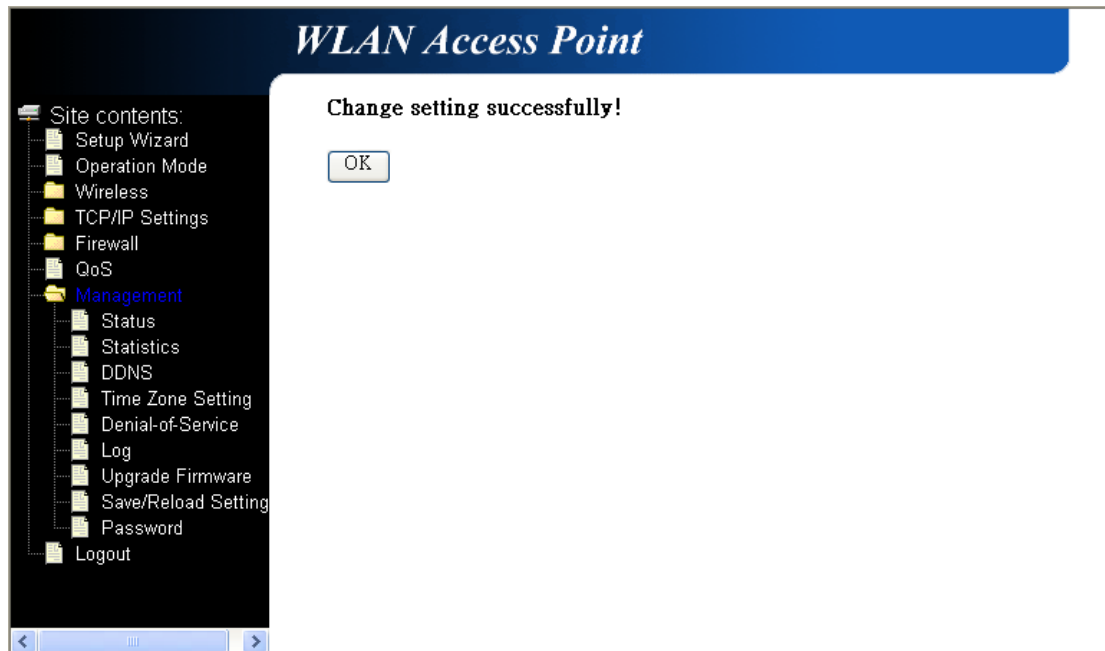 WLAN Access Point
Site contents:
Setup Wizard
Operation Mode
Wireless
TCP/IP Settings
Firewall
QoS
Management
Status
Statistics
DDNS
Time Zone Setting
Denial-of-Service
Log
Upgrade Firmware
Save/Reload Setting
Password
Logout
Change setting successfully!
OK